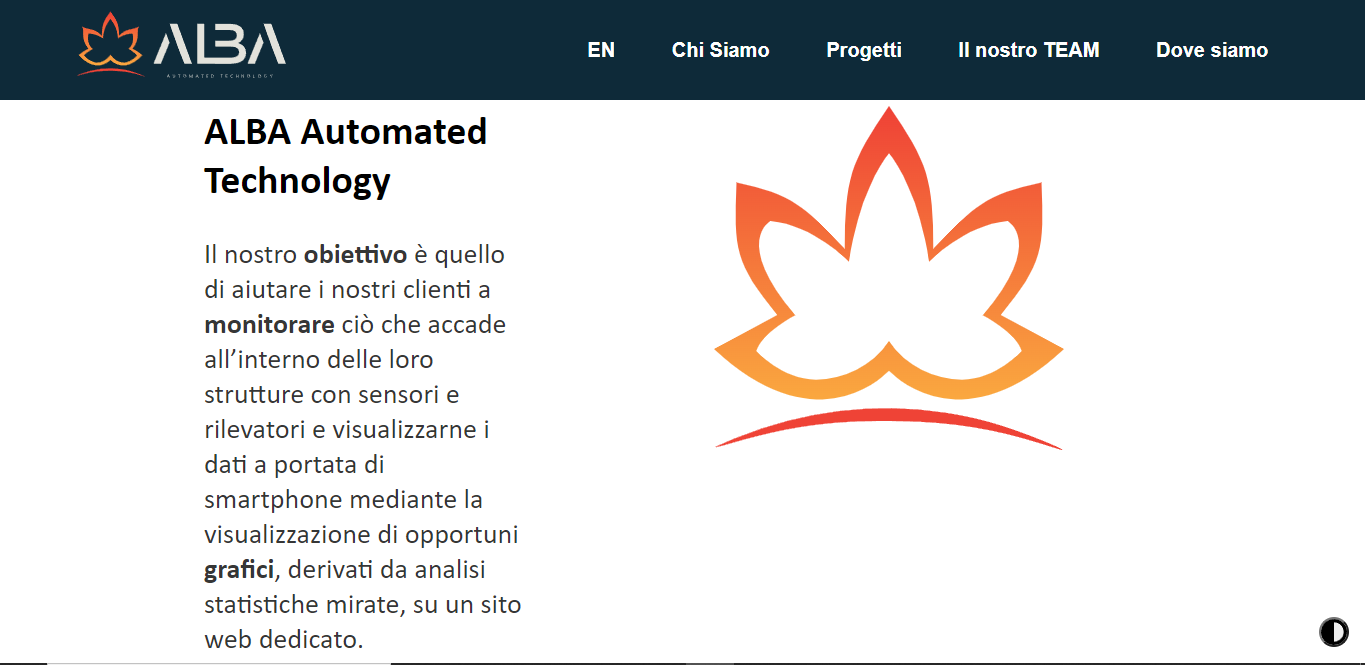 ALBA
AUTOMATED TECHNOLOGY
EN
Chi Siamo
Progetti
Il nostro TEAM
Dove siamo
ALBA Automated
Technology
Il nostro obiettivo è quello
di aiutare i nostri clienti a
monitorare ciò che accade
all’interno delle loro
strutture con sensori e
rilevatori e visualizzarne i
dati a portata di
smartphone mediante la
visualizzazione di opportuni
grafici, derivati da analisi
statistiche mirate, su un sito
web dedicato.